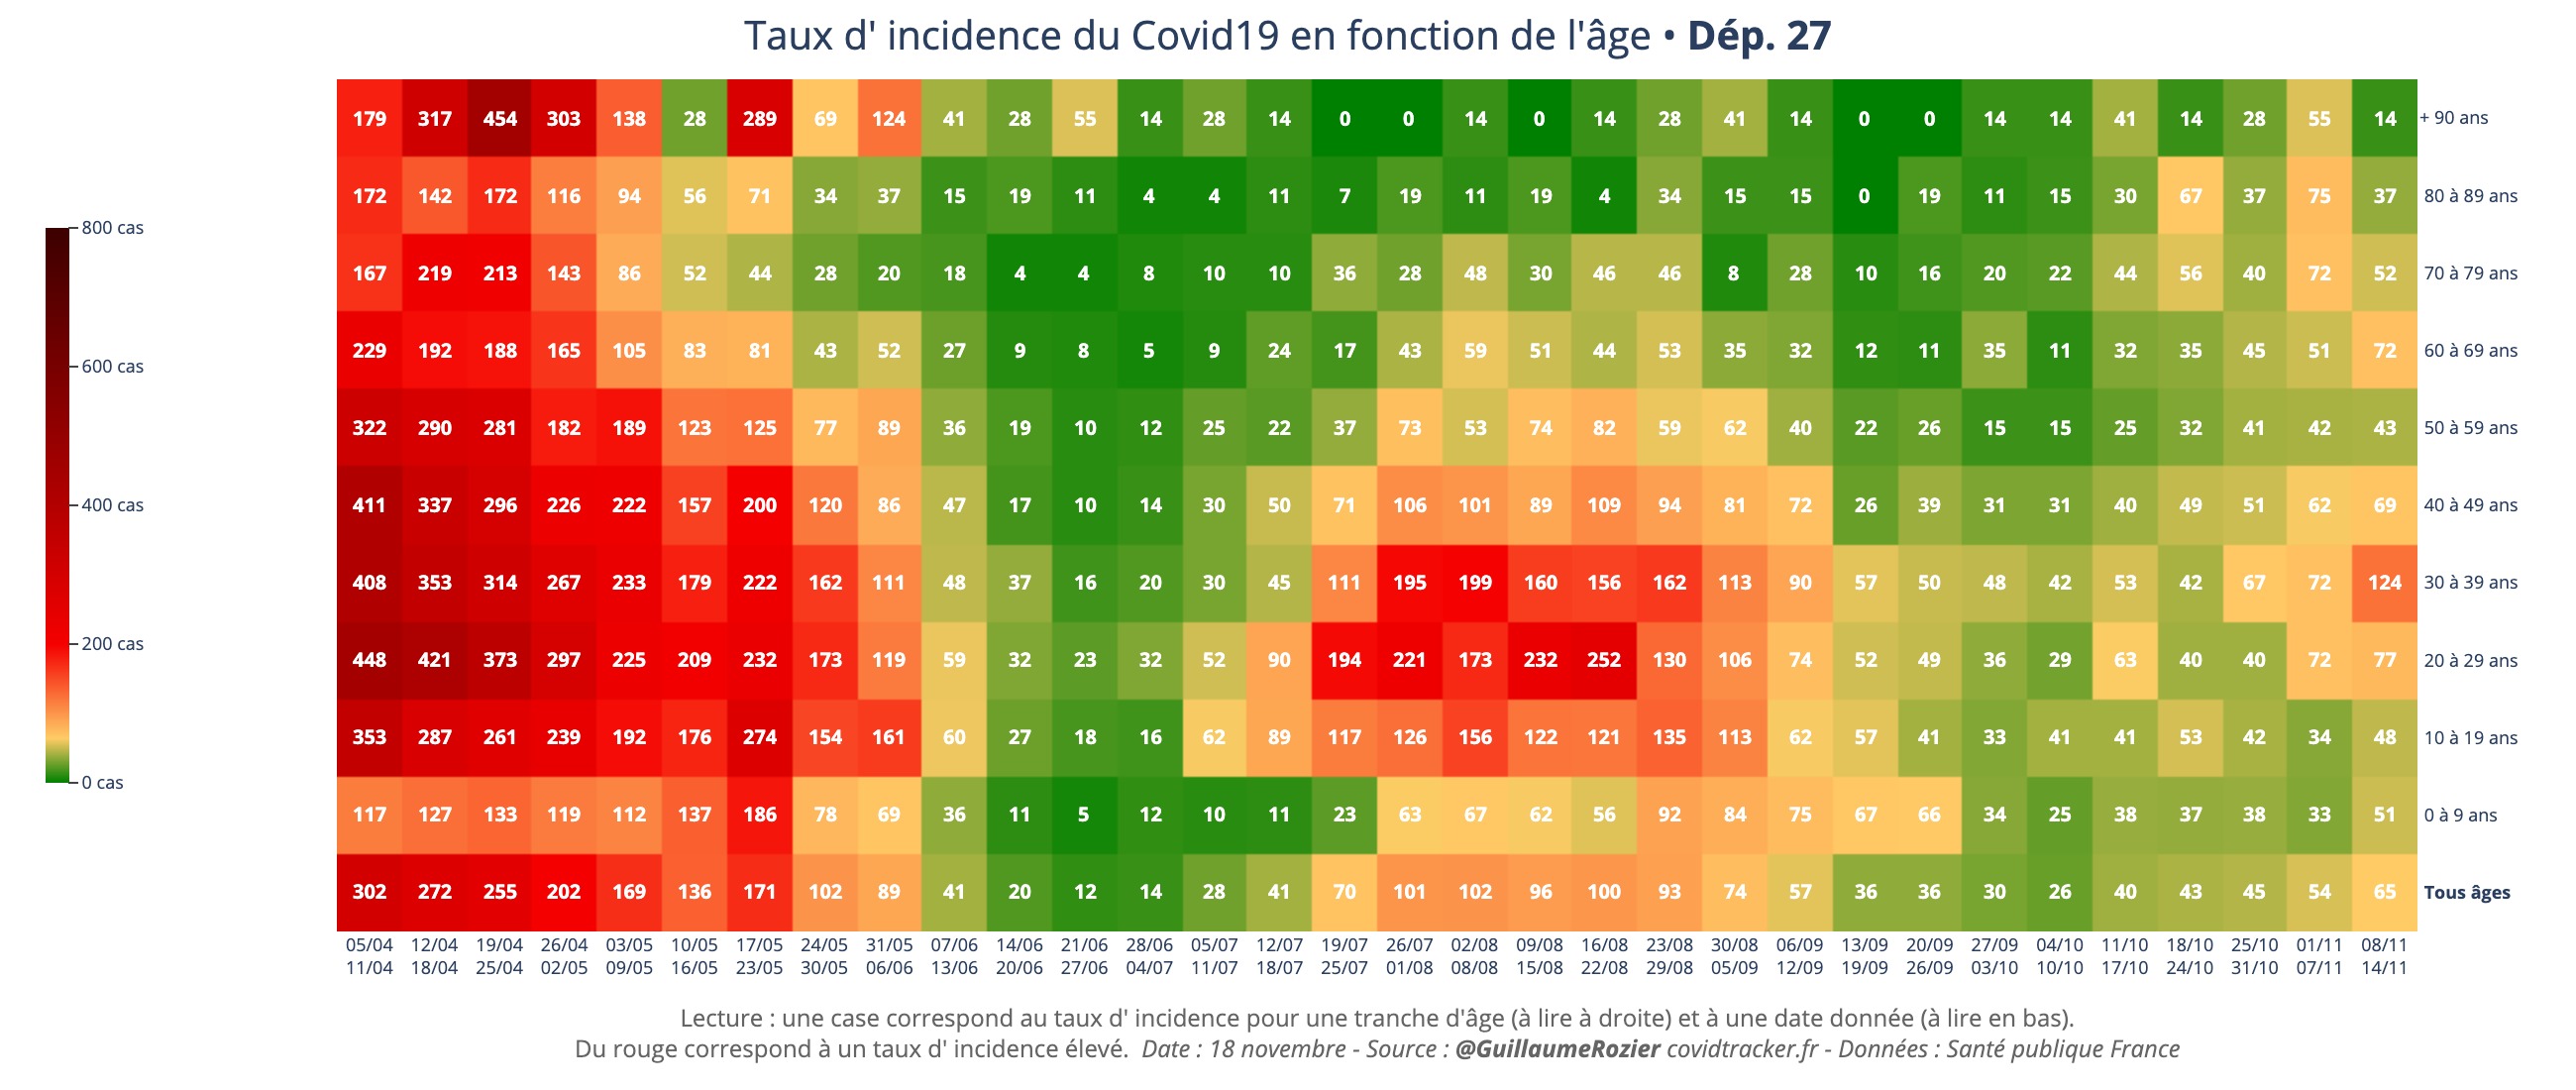 Taux d' incidence du Covid19 en fonction de l'âge • Dép. 27
179 317 454 303 138 28 289 69 124 41 28 55 14 28 14 0 0 14 0 14 28 41 14 0 0 14 14 41 14 28 55 14 + 90 ans
172 142 172 116 94 56 71 34 37 15 19 11 4 4 11 7 19 11 19 4 34 15 15 0 19 11 15 30 67 37 75 37 80 à 89 ans
800 cas
167 219 213 143 86 52 44 28 20 18 4 4 8 10 10 36 28 48 30 46 46 8 28 10 16 20 22 44 56 40 72 52 70 à 79 ans
229 192 188 165 105 83 81 43 52 27 9 8 5 9 24 17 43 59 51 44 53 35 32 12 11 35 11 32 35 45 51 72 60 à 69 ans
600 cas
322 290 281 182 189 123 125 77 89 36 19 10 12 25 22 37 73 53 74 82 59 62 40 22 26 15 15 25 32 41 42 43 50 à 59 ans
400 cas
411 337 296 226 222 157 200 120 86 47 17 10 14 30 50 71 106 101 89 109 94 81 72 26 39 31 31 40 49 51 62 69 40 à 49 ans
408 353 314 267 233 179 222 162 111 48 37 16 20 30 45 111 195 199 160 156 162 113 90 57 50 48 42 53 42 67 72 124 30 à 39 ans
200 cas
448 421 373 297 225 209 232 173 119 59 32 23 32 52 90 194 221 173 232 252 130 106 74 52 49 36 29 63 40 40 72 77 20 à 29 ans
353 287 261 239 192 176 274 154 161 60 27 18 16 62 89 117 126 156 122 121 135 113 62 57 41 33 41 41 53 42 34 48 10 à 19 ans
0 cas
117 127 133 119 112 137 186 78 69 36 11 5 12 10 11 23 63 67 62 56 92 84 75 67 66 34 25 38 37 38 33 51 0 à 9 ans
302 272 255 202 169 136 171 102 89 41 20 12 14 28 41 70 101 102 96 100 93 74 57 36 36 30 26 40 43 45 54 65 Tous âges
05/04 12/04 19/04 26/04 03/05 10/05 17/05 24/05 31/05 07/06 14/06 21/06 28/06 05/07 12/07 19/07 26/07 02/08 09/08 16/08 23/08 30/08 06/09 13/09 20/09 27/09 04/10 11/10 18/10 25/10 01/11 08/11
11/04 18/04 25/04 02/05 09/05 16/05 23/05 30/05 06/06 13/06 20/06 27/06 04/07 11/07 18/07 25/07 01/08 08/08 15/08 22/08 29/08 05/09 12/09 19/09 26/09 03/10 10/10 17/10 24/10 31/10 07/11 14/11
Lecture : une case correspond au taux d' incidence pour une tranche d'âge (à lire à droite) et à une date donnée (à lire en bas).
Du rouge correspond à un taux d' incidence élevé. Date : 18 novembre - Source : @GuillaumeRozier covidtracker.fr - Données : Santé publique France